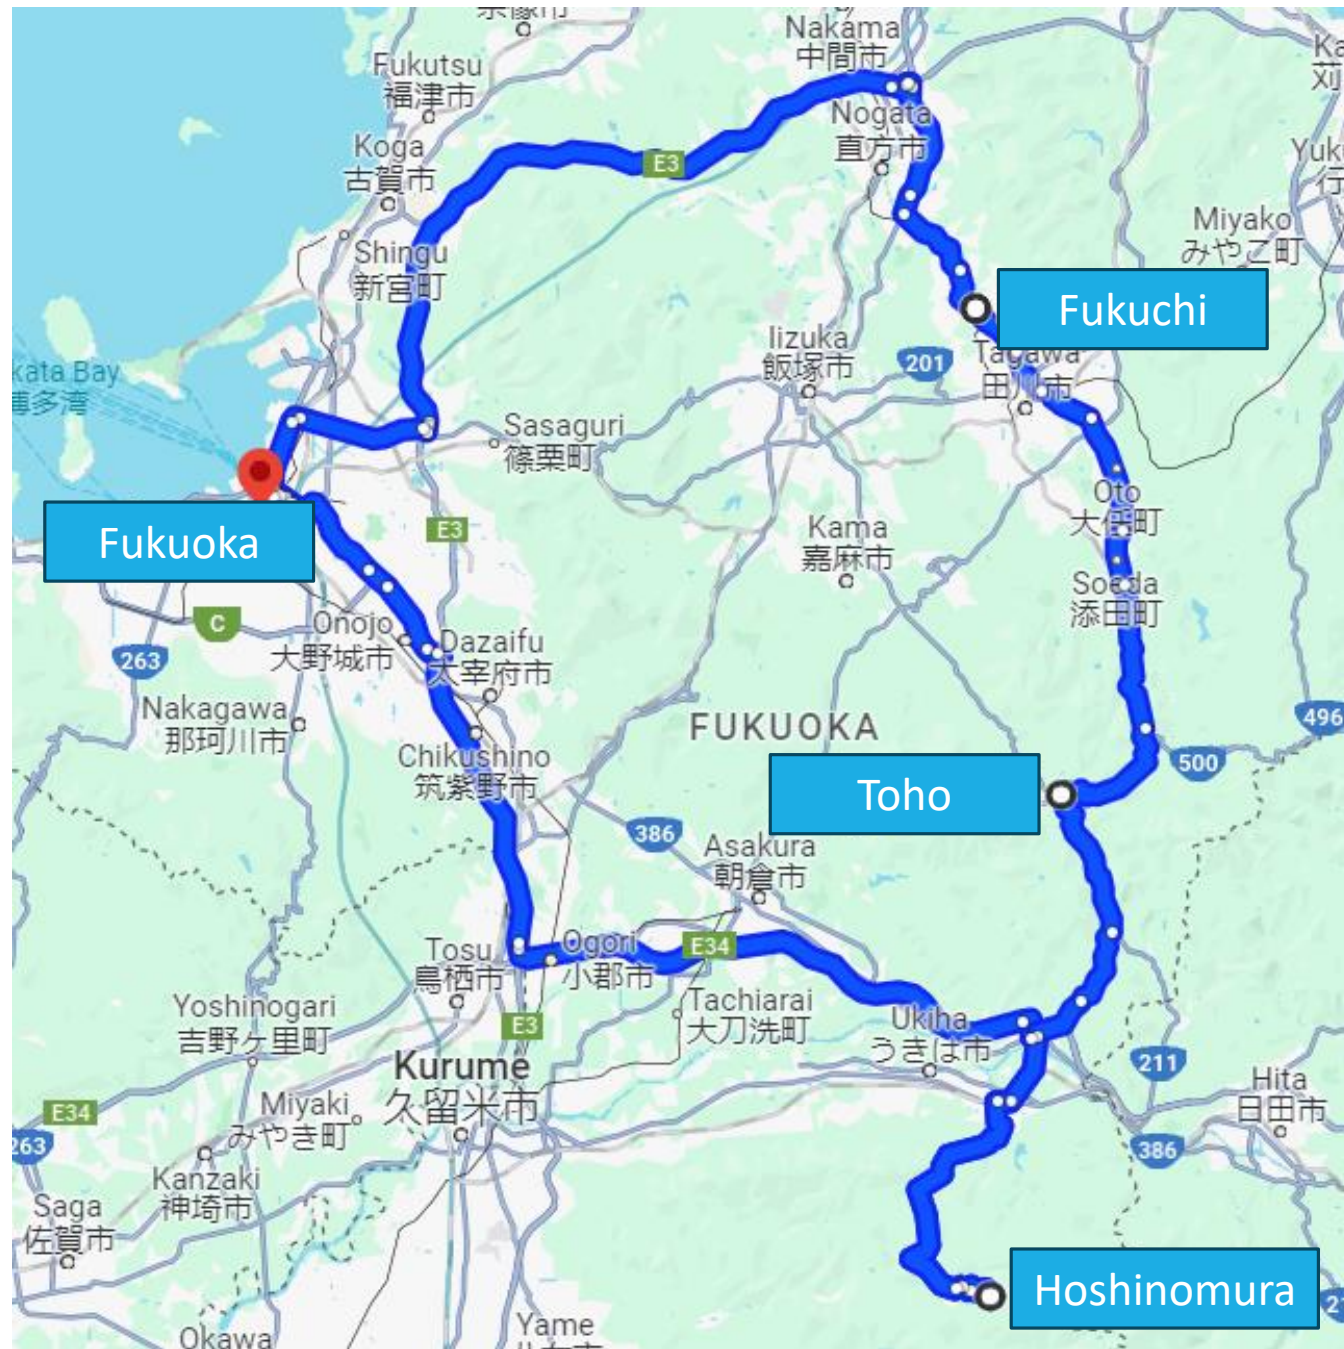 Nakama
中間市
Fukutsu
福津市
Nogata
直方市
Koga
古賀市
E3
Miyako
みやこ町
Shingu
新宮町
Fukuchi
Iizuka
飯塚市
201
Tagawa
田川市
Sasaguri
篠栗町
Oto
大任町
Fukuoka
E3
Kama
嘉麻市
Soeda
添田町
C
Onojo
大野城市
Dazaifu
太宰府市
263
Nakagawa
那珂川市
FUKUOKA
496
Chikushino
筑紫野市
500
Toho
386
Asakura
朝倉市
Tosu
鳥栖市
Ogori
小郡市
E34
Yoshinogari
吉野ヶ里町
E3
Tachiarai
大刀洗町
Ukiha
うきは市
Kurume
久留米市
211
Hita
日田市
E34
Miyaki
みやき町
263
386
Kanzaki
神埼市
Saga
佐賀市
Hoshinomura
Okawa
Yame